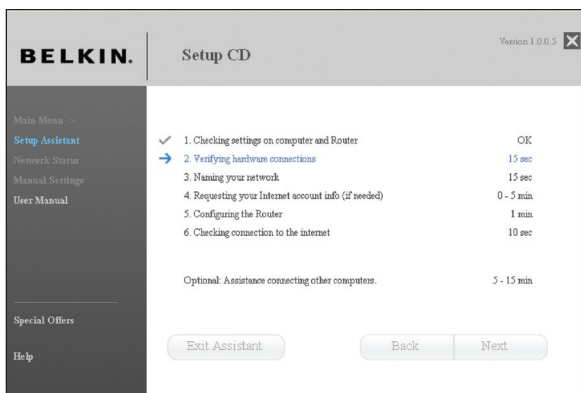 BELKIN.
Setup CD
Version 1.0.0.5
Main Menu >
Setup Assistant
Network Status
Manual Settings
User Manual
Special Offers
Help
1. Checking settings on computer and Router OK
2. Verifying hardware connections 15 sec
3. Naming your network 15 sec
4. Requesting your Internet account info (if needed) 0 - 5 min
5. Configuring the Router 1 min
6. Checking connection to the internet 10 sec
Optional: Assistance connecting other computers. 5 - 15 min
Exit Assistant
Back
Next